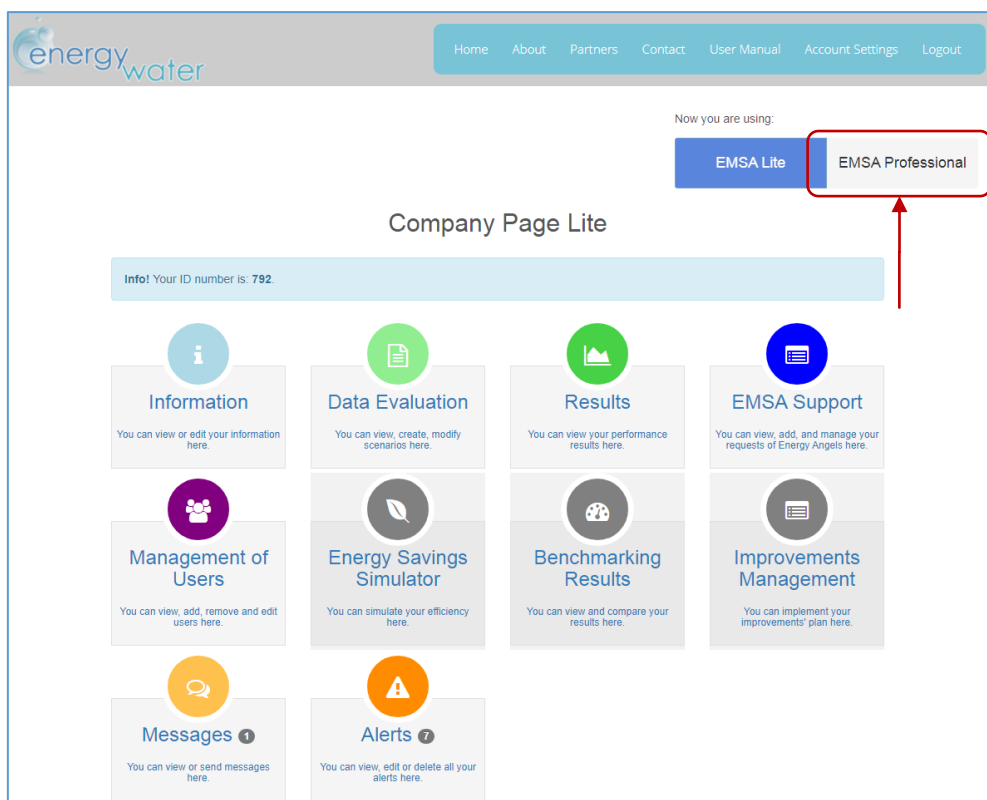 energy
water
Home About Partners Contact User Manual Account Settings Logout
Now you are using:
EMSA Lite EMSA Professional
Company Page Lite
Info! Your ID number is: 792.
Information
You can view or edit your information
here.
Data Evaluation
You can view, create, modify
scenarios here.
Results
You can view your performance
results here.
EMSA Support
You can view, add, and manage your
requests of Energy Angels here.
Management of
Users
You can view, add, remove and edit
users here.
Energy Savings
Simulator
You can simulate your efficiency
here.
Benchmarking
Results
You can view and compare your
results here.
Improvements
Management
You can implement your
improvements' plan here.
Messages 1
You can view or send messages
here.
Alerts 7
You can view, edit or delete all your
alerts here.